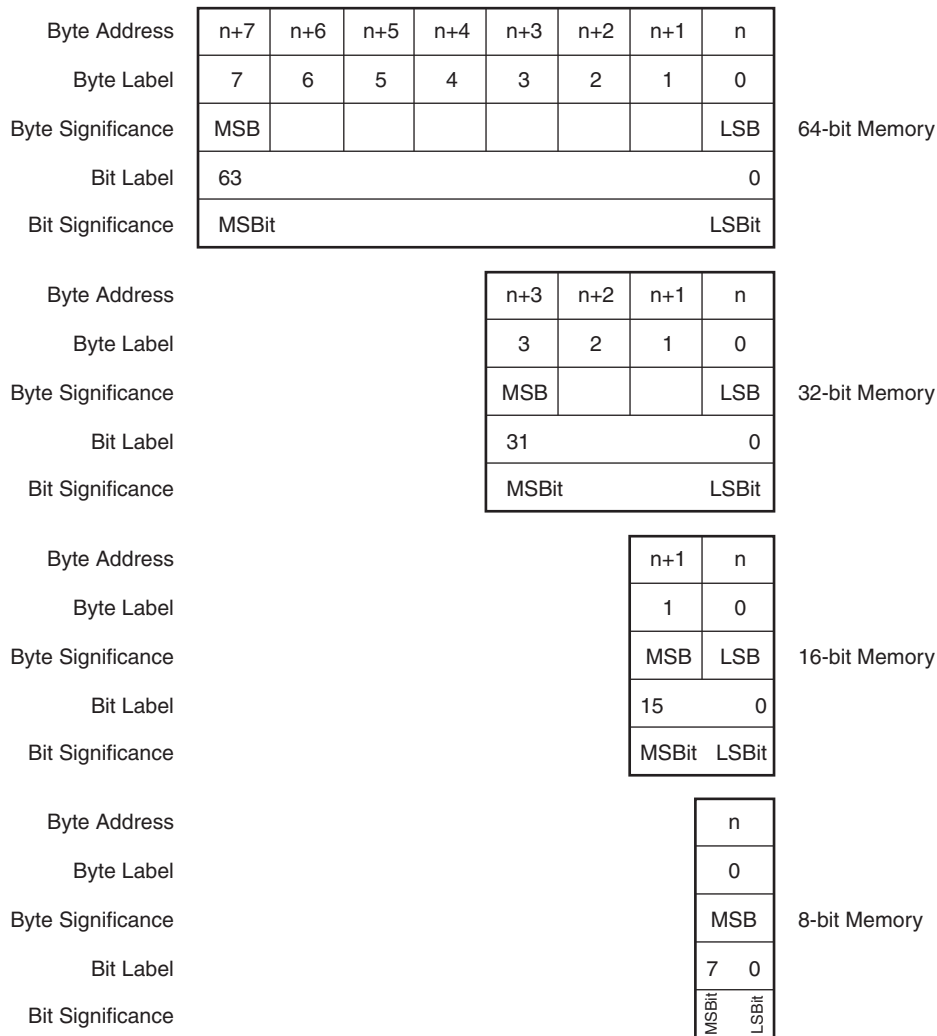 Byte Address n+7 n+6 n+5 n+4 n+3 n+2 n+1 n
Byte Label 7 6 5 4 3 2 1 0
Byte Significance MSB LSB 64-bit Memory
Bit Label 63 0
Bit Significance MSBit LSBit
Byte Address n+3 n+2 n+1 n
Byte Label 3 2 1 0
Byte Significance MSB LSB 32-bit Memory
Bit Label 31 0
Bit Significance MSBit LSBit
Byte Address n+1 n
Byte Label 1 0
Byte Significance MSB LSB 16-bit Memory
Bit Label 15 0
Bit Significance MSBit LSBit
Byte Address n
Byte Label 0
Byte Significance MSB 8-bit Memory
Bit Label 7 0
Bit Significance MSBit LSBit